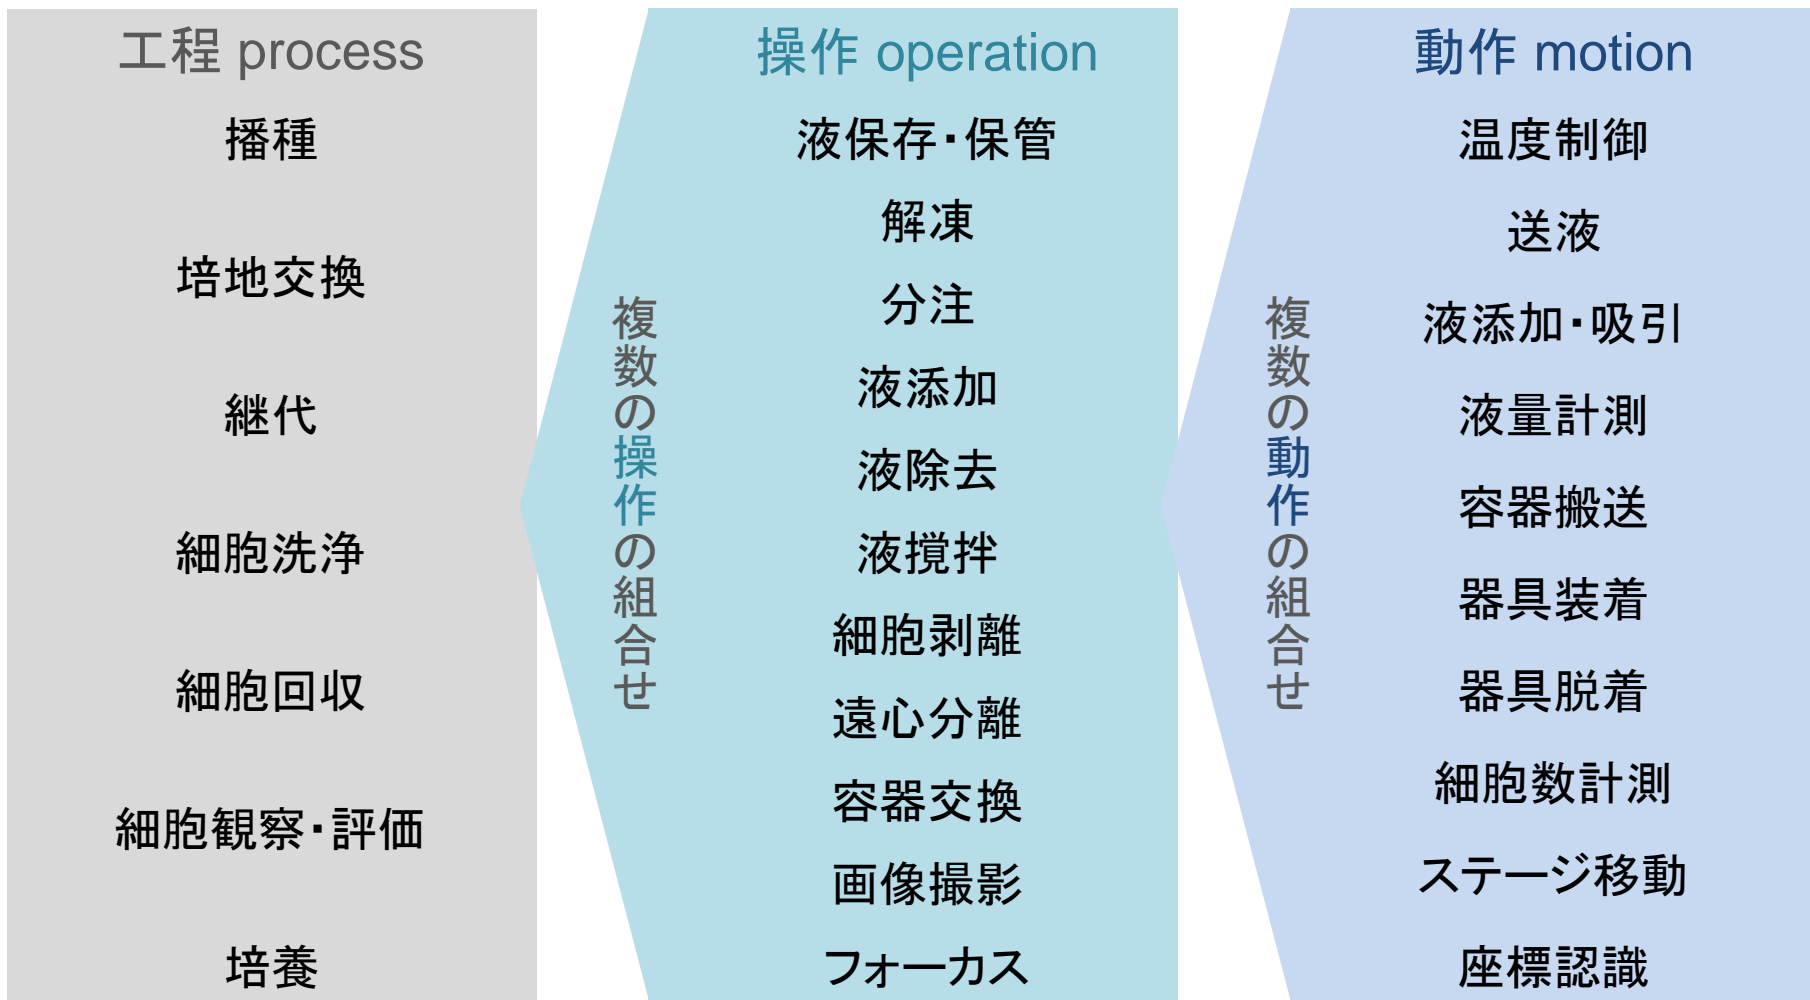 工程 process
播種
培地交換
継代
細胞洗浄
細胞回収
細胞観察・評価
培養
複数の操作の組合せ
操作 operation
液保存・保管
解凍
分注
液添加
液除去
液撹拌
細胞剥離
遠心分離
容器交換
画像撮影
フォーカス
複数の動作の組合せ
動作 motion
温度制御
送液
液添加・吸引
液量計測
容器搬送
器具装着
器具脱着
細胞数計測
ステージ移動
座標認識